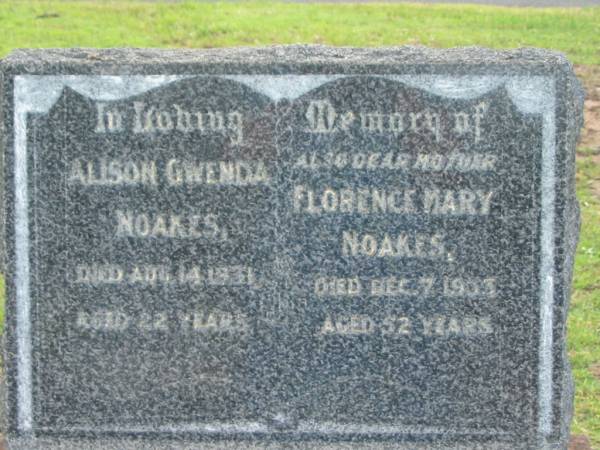 In Loving Memory of
ALISON GWENDA
NOAKES,
DIED AUG. 14, 1931,
AGED 22 YEARS
ALSO DEAR MOTHER
FLORENCE MARY
NOAKES,
DIED DEC. 7, 1933,
AGED 52 YEARS